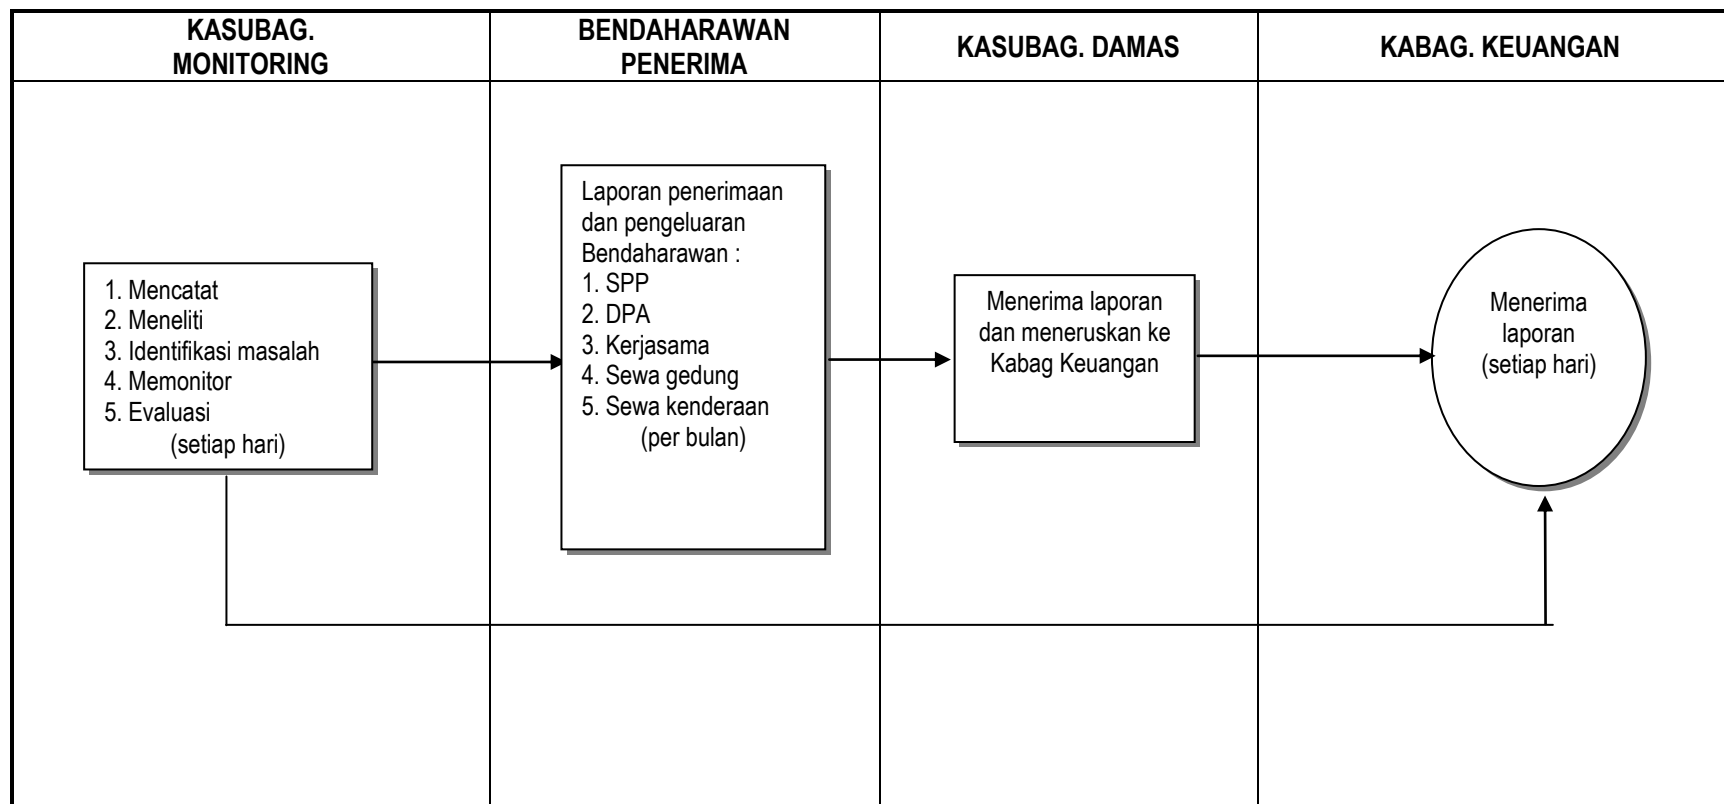 KASUBAG.
MONITORING
BENDAHARAWAN
PENERIMA
KASUBAG. DAMAS
KABAG. KEUANGAN
1. Mencatat
2. Meneliti
3. Identifikasi masalah
4. Memonitor
5. Evaluasi
(setiap hari)
Laporan penerimaan
dan pengeluaran
Bendaharawan :
1. SPP
2. DPA
3. Kerjasama
4. Sewa gedung
5. Sewa kenderaan
(per bulan)
Menerima laporan
dan meneruskan ke
Kabag Keuangan
Menerima
laporan
(setiap hari)